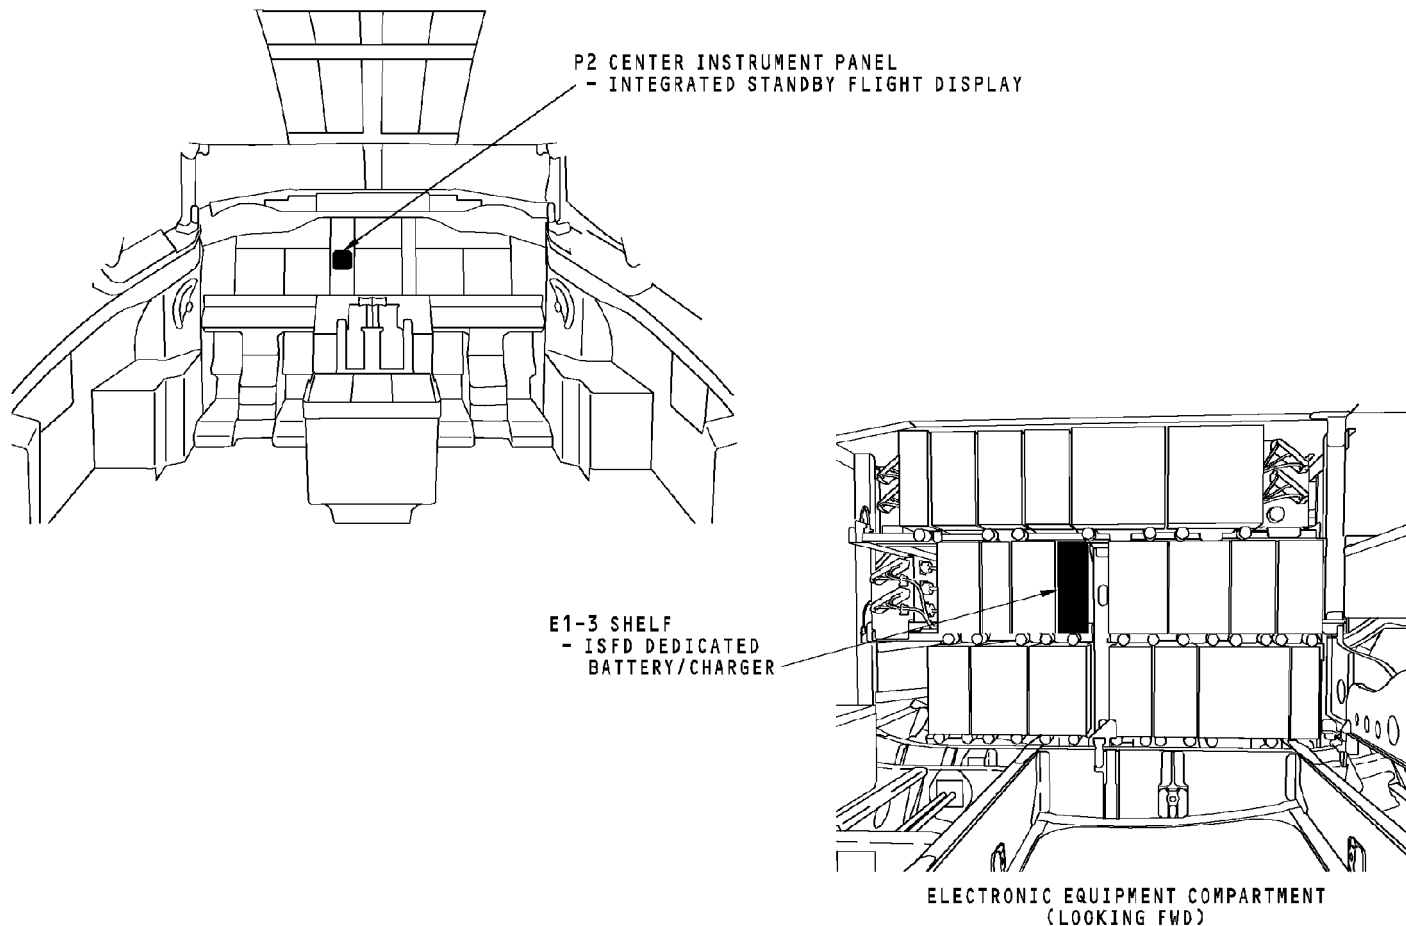 P2 CENTER INSTRUMENT PANEL
- INTEGRATED STANDBY FLIGHT DISPLAY
E1-3 SHELF
- ISFD DEDICATED
BATTERY/CHARGER
ELECTRONIC EQUIPMENT COMPARTMENT
(LOOKING FWD)